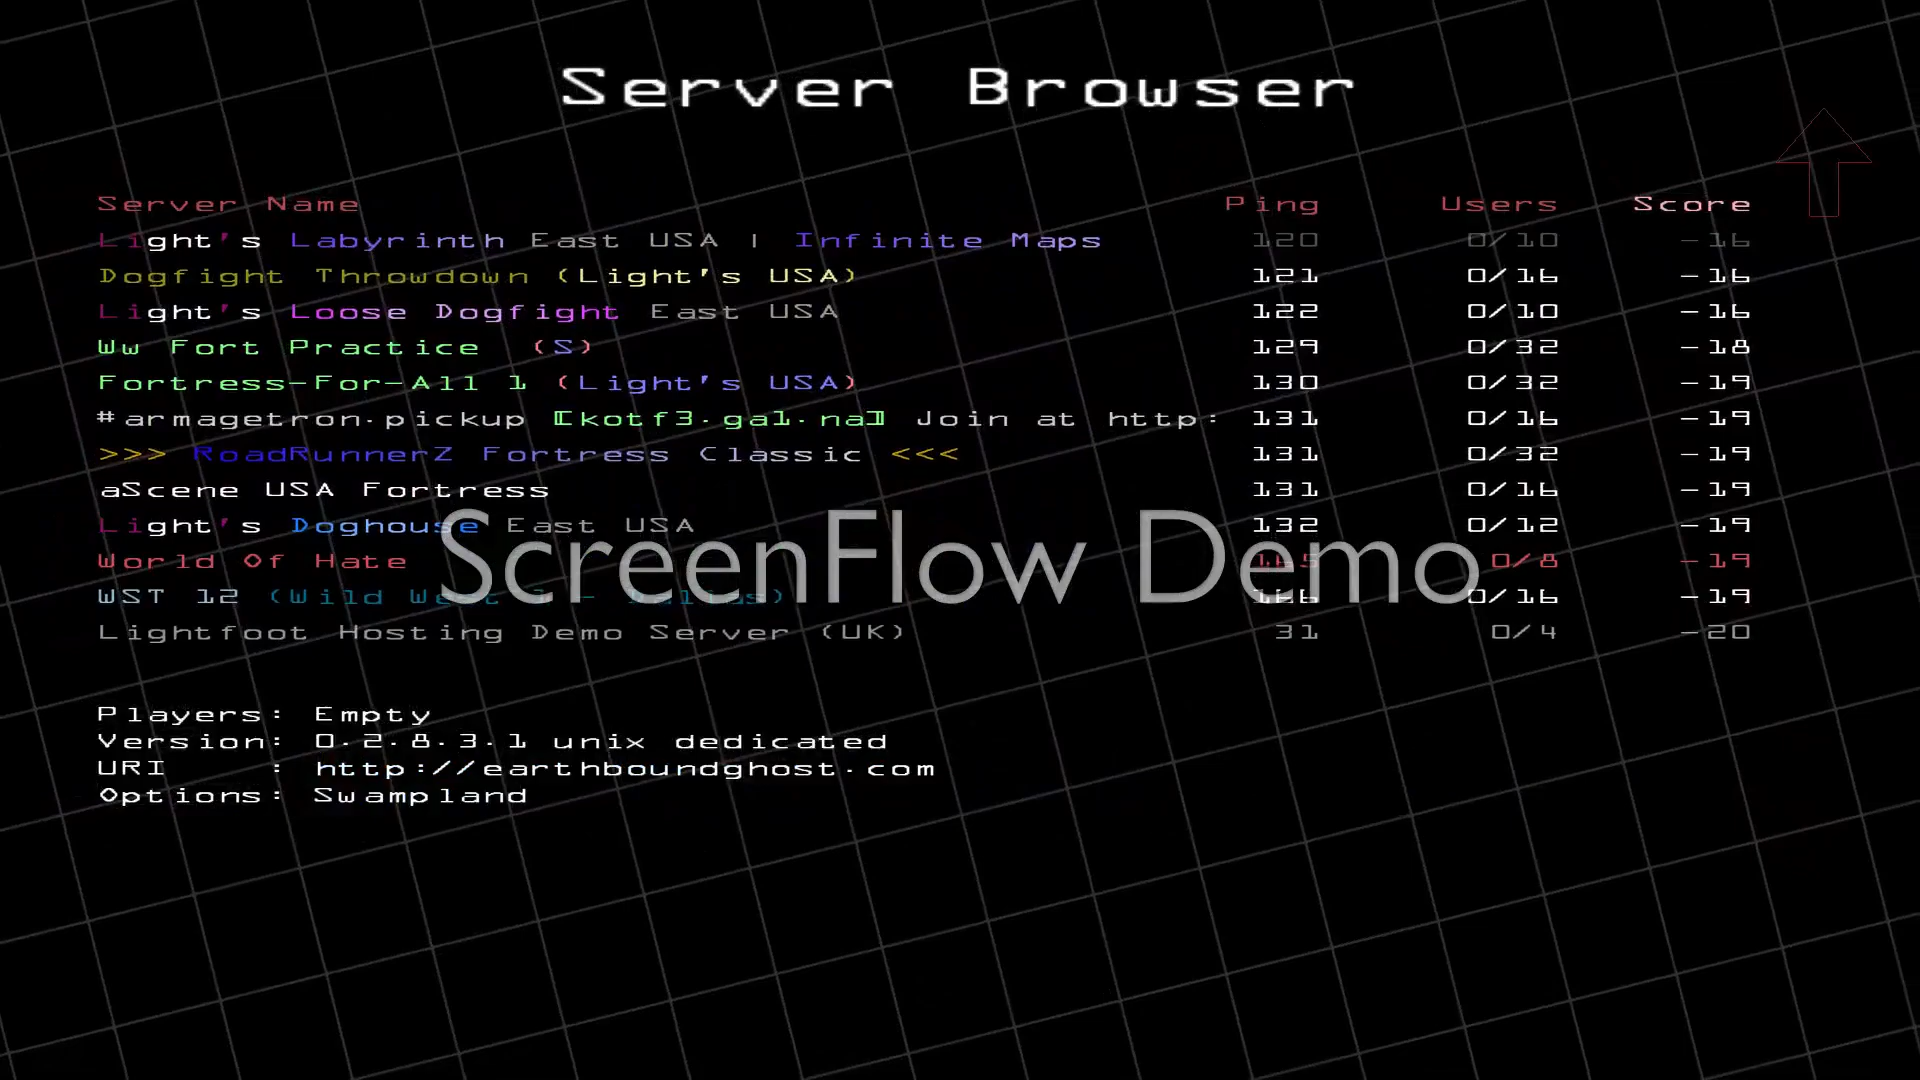 Server Browser
Server Name Ping Users Score
Light's Labyrinth East USA | Infinite Maps 120 0/10 -16
Dogfight Throwdown (Light's USA) 121 0/16 -16
Light's Loose Dogfight East USA 122 0/10 -16
Ww Fort Practice (S) 129 0/32 -18
Fortress-For-All 1 (Light's USA) 130 0/32 -19
#armagetron.pickup [kotf3.ga1.na] Join at http: 131 0/16 -19
>>> RoadRunnerZ Fortress Classic <<< 131 0/32 -19
aScene USA Fortress 131 0/16 -19
Light's Doghouse East USA 132 0/12 -19
ScreenFlow Demo
World Of Hate 165 0/8 -19
WST 12 (Wild West - ) 166 0/16 -19
Lightfoot Hosting Demo Server (UK) 31 0/4 -20
Players: Empty
Version: 0.2.8.3.1 unix dedicated
URI : http://earthboundghost.com
Options: Swampland